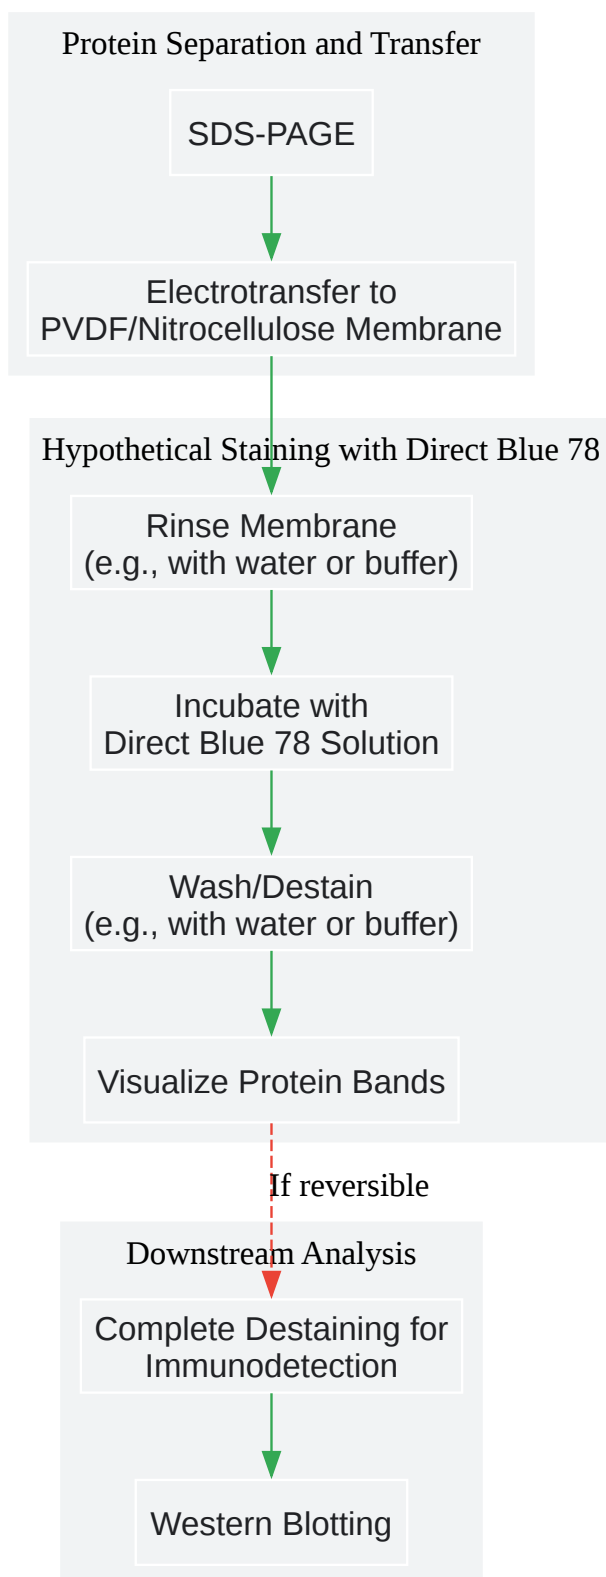 Protein Separation and Transfer
SDS-PAGE
Electrotransfer to
PVDF/Nitrocellulose Membrane
Hypothetical Staining with Direct Blue 78
Rinse Membrane
(e.g., with water or buffer)
Incubate with
Direct Blue 78 Solution
Wash/Destain
(e.g., with water or buffer)
Visualize Protein Bands
If reversible
Downstream Analysis
Complete Destaining for
Immunodetection
Western Blotting